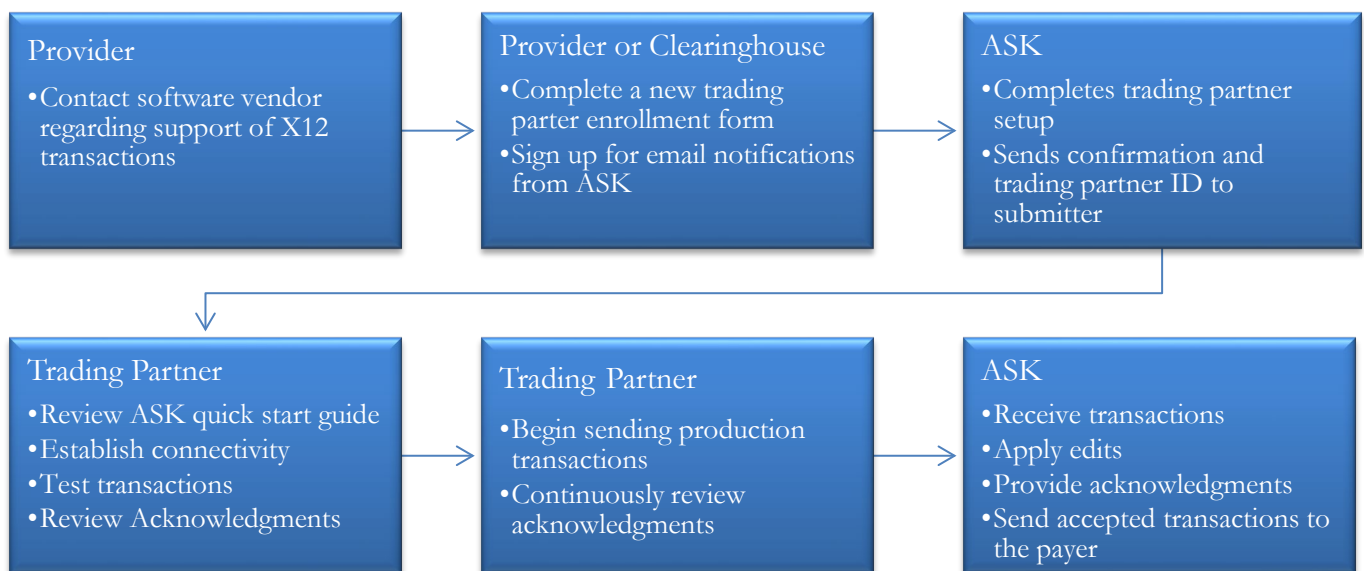 Provider
•Contact software vendor
regarding support of X12
transactions
Provider or Clearinghouse
•Complete a new trading
parter enrollment form
•Sign up for email notifications
from ASK
ASK
•Completes trading partner
setup
•Sends confirmation and
trading partner ID to
submitter
Trading Partner
•Review ASK quick start guide
•Establish connectivity
•Test transactions
•Review Acknowledgments
Trading Partner
•Begin sending production
transactions
•Continuously review
acknowledgments
ASK
•Receive transactions
•Apply edits
•Provide acknowledgments
•Send accepted transactions to
the payer